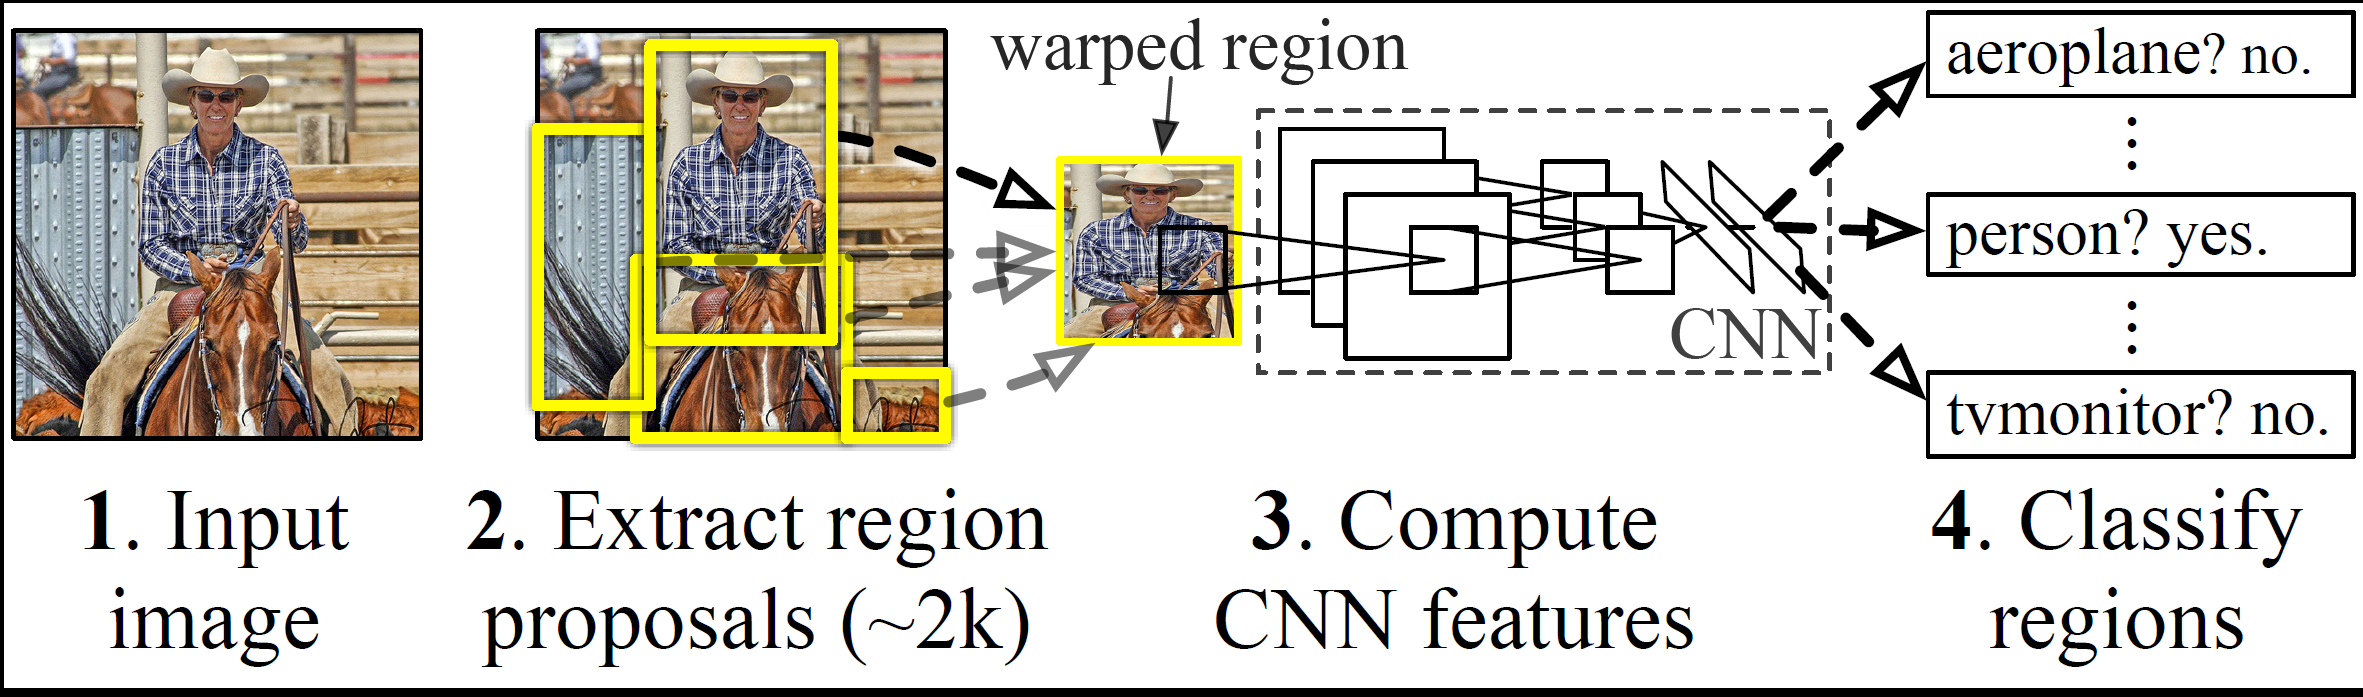 warped region
aeroplane? no.
⋮
person? yes.
⋮
tvmonitor? no.
CNN
1. Input
image
2. Extract region
proposals (~2k)
3. Compute
CNN features
4. Classify
regions